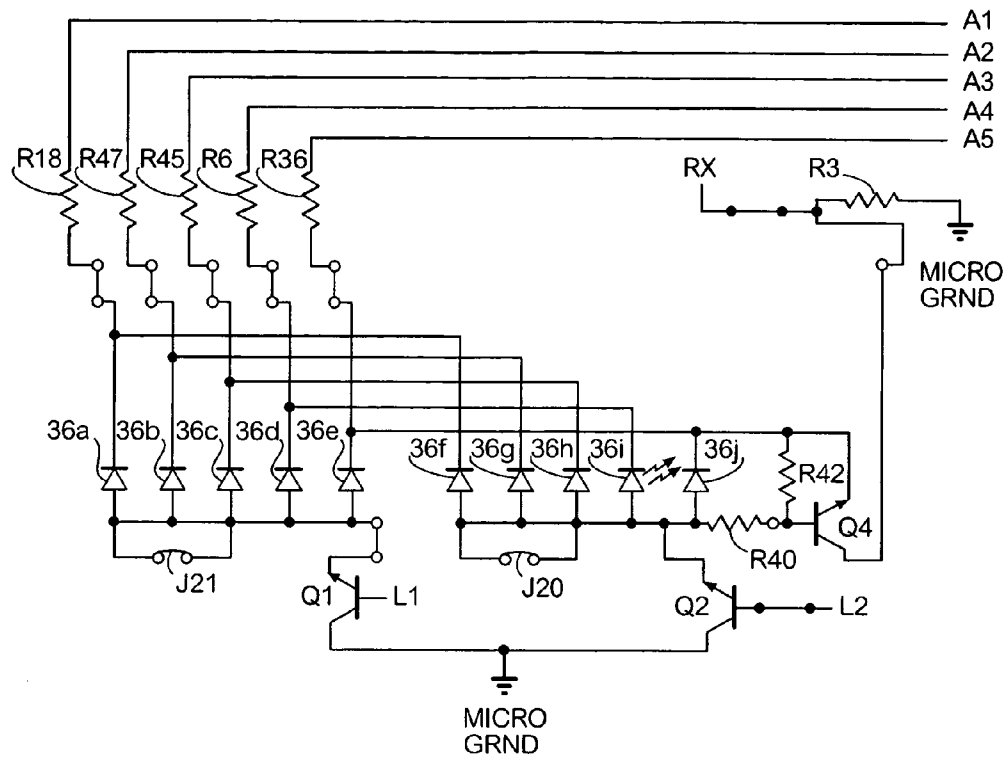 A1
A2
A3
A4
A5
R18
R47
R45
R6
R36
RX
R3
MICRO
GRND
36a
36b
36c
36d
36e
36f
36g
36h
36i
36j
R42
Q4
R40
J21
J20
Q1
L1
Q2
L2
MICRO
GRND